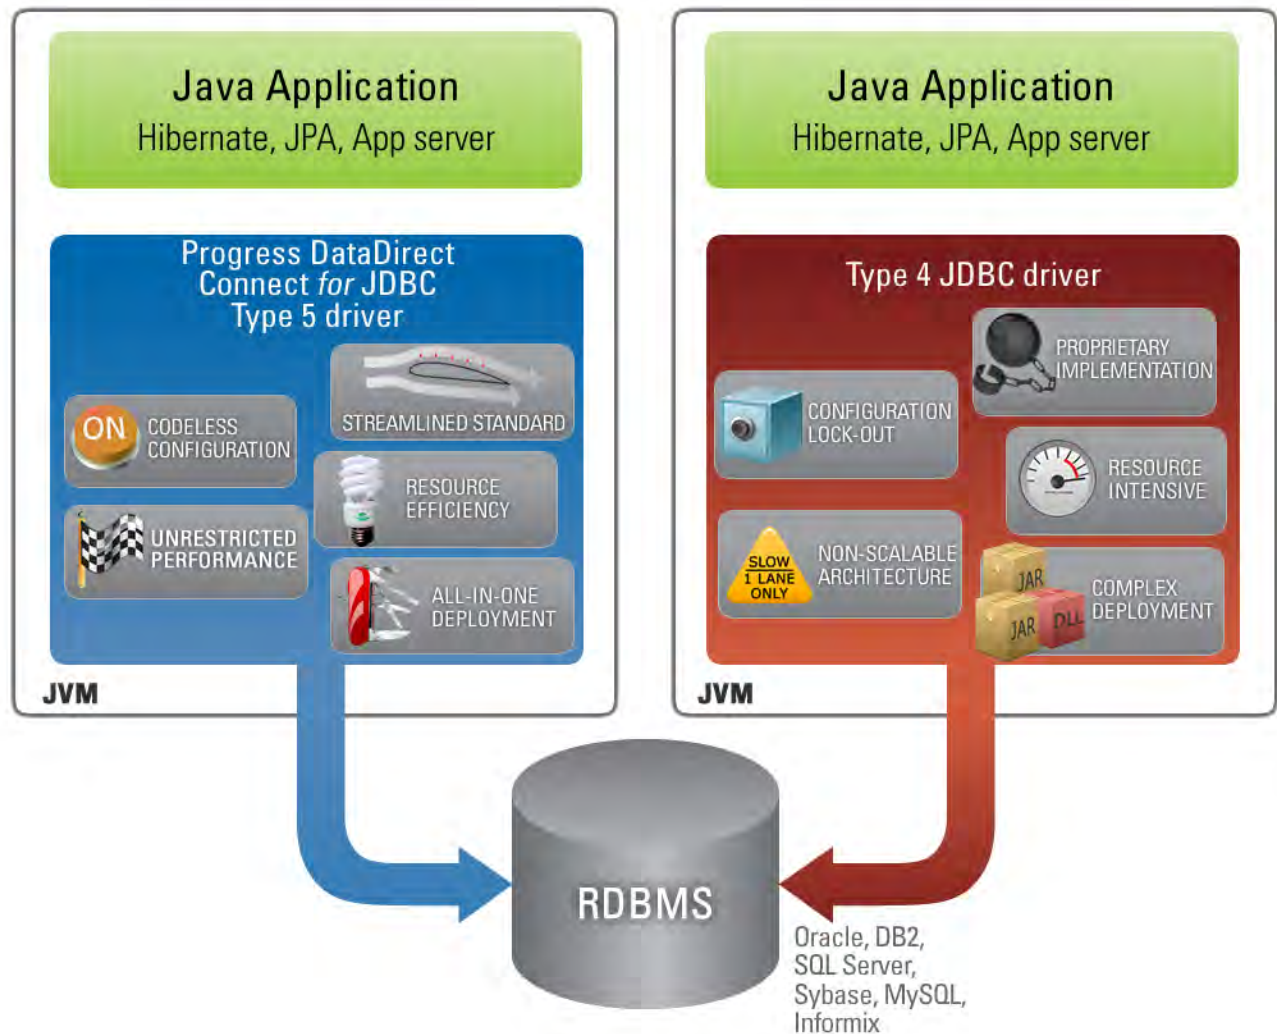 Java Application
Hibernate, JPA, App server
Progress DataDirect
Connect for JDBC
Type 5 driver
STREAMLINED STANDARD
ON
CODELESS
CONFIGURATION
RESOURCE
EFFICIENCY
UNRESTRICTED
PERFORMANCE
ALL-IN-ONE
DEPLOYMENT
JVM
Java Application
Hibernate, JPA, App server
Type 4 JDBC driver
PROPRIETARY
IMPLEMENTATION
CONFIGURATION
LOCK-OUT
RESOURCE
INTENSIVE
SLOW
1 LANE
ONLY
NON-SCALABLE
ARCHITECTURE
JAR
JAR
DLL
COMPLEX
DEPLOYMENT
JVM
RDBMS
Oracle, DB2,
SQL Server,
Sybase, MySQL,
Informix